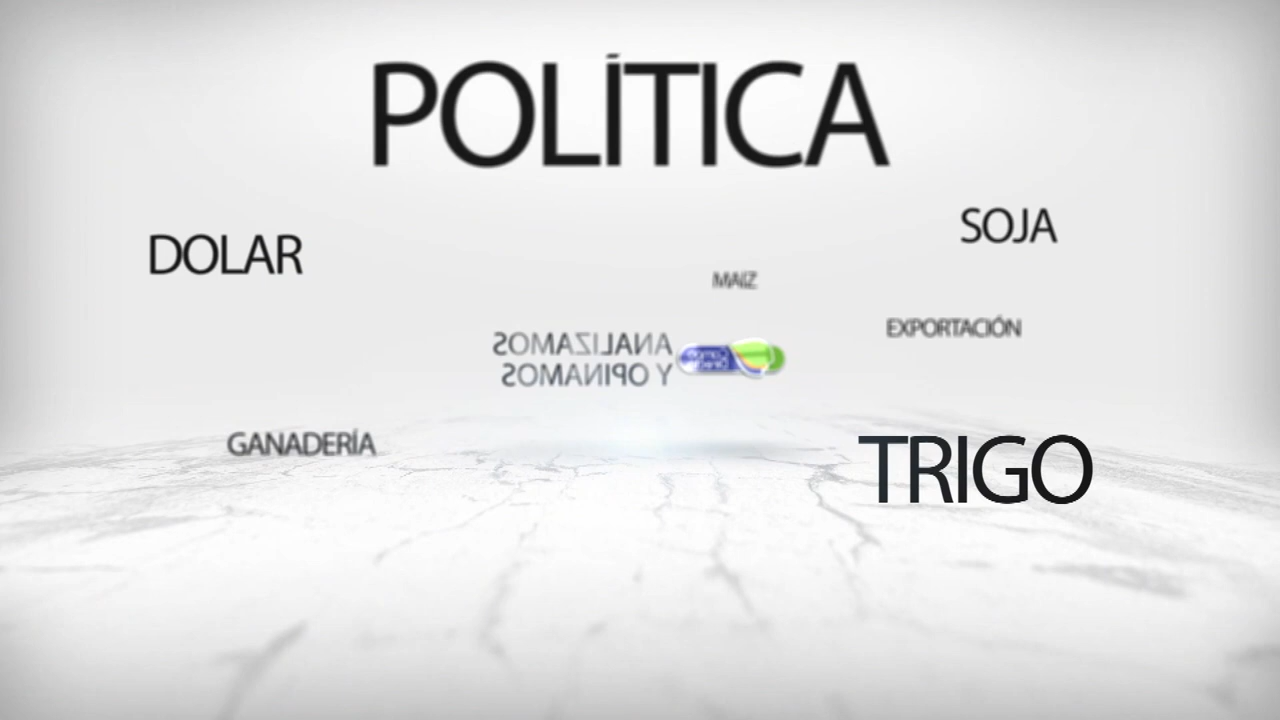 POLÍTICA
SOJA
DOLAR
MAIZ
EXPORTACIÓN
ANALIZAMOS
Y OPINAMOS
GANADERÍA
TRIGO